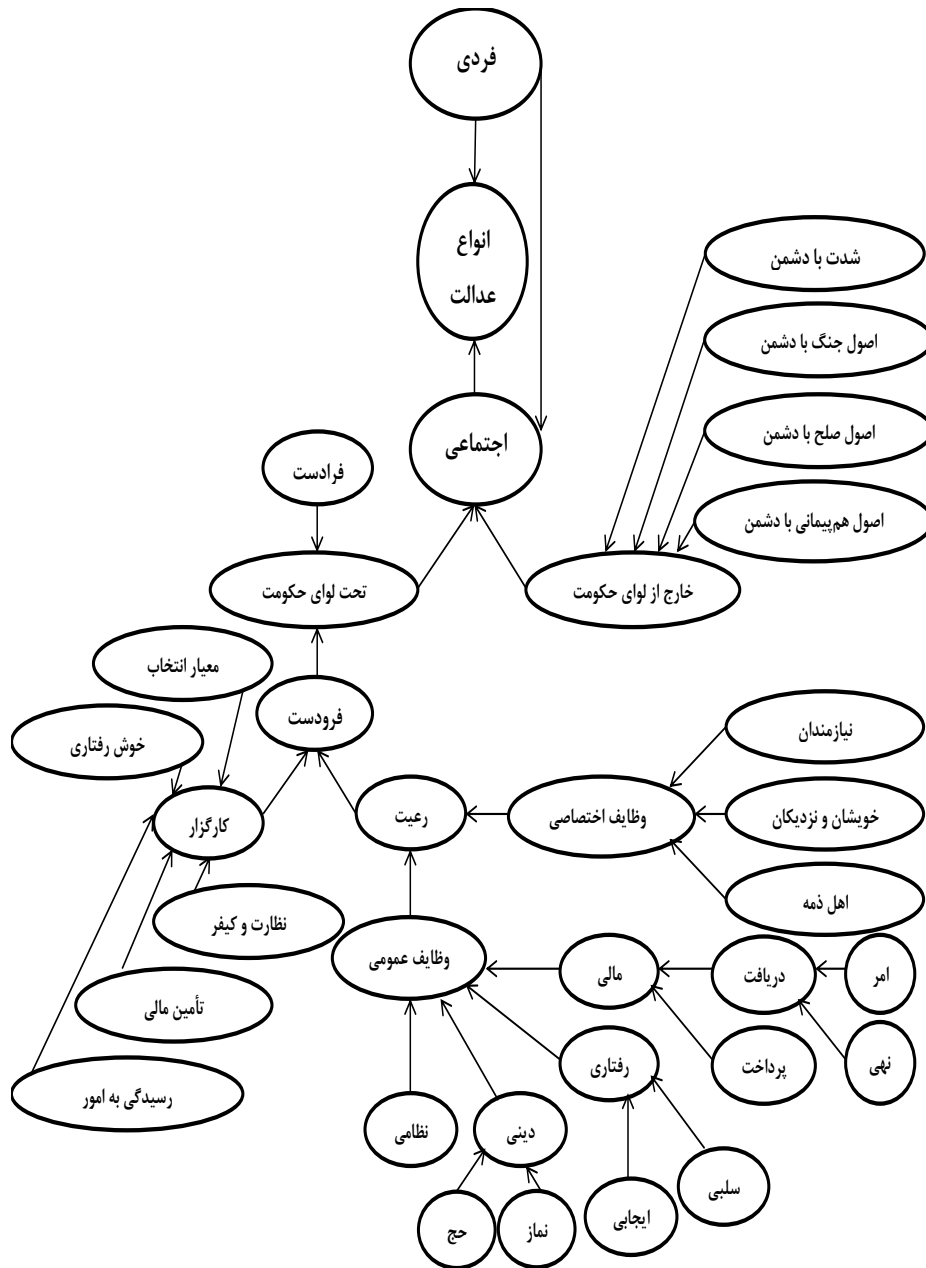 فردی
انواع
عدالت
شدت با دشمن
اصول جنگ با دشمن
اجتماعی
اصول صلح با دشمن
فرادست
اصول هم‌پیمانی با دشمن
خارج از لوای حکومت
تحت لوای حکومت
معیار انتخاب
فرودست
نیازمندان
خوش رفتاری
خویشان و نزدیکان
وظایف اختصاصی
رعیت
کارگزار
اهل ذمه
نظارت و کیفر
وظایف عمومی
مالی
دریافت
امر
تأمین مالی
رفتاری
پرداخت
نهی
رسیدگی به امور
نظامی
دینی
سلبی
ایجابی
نماز
حج